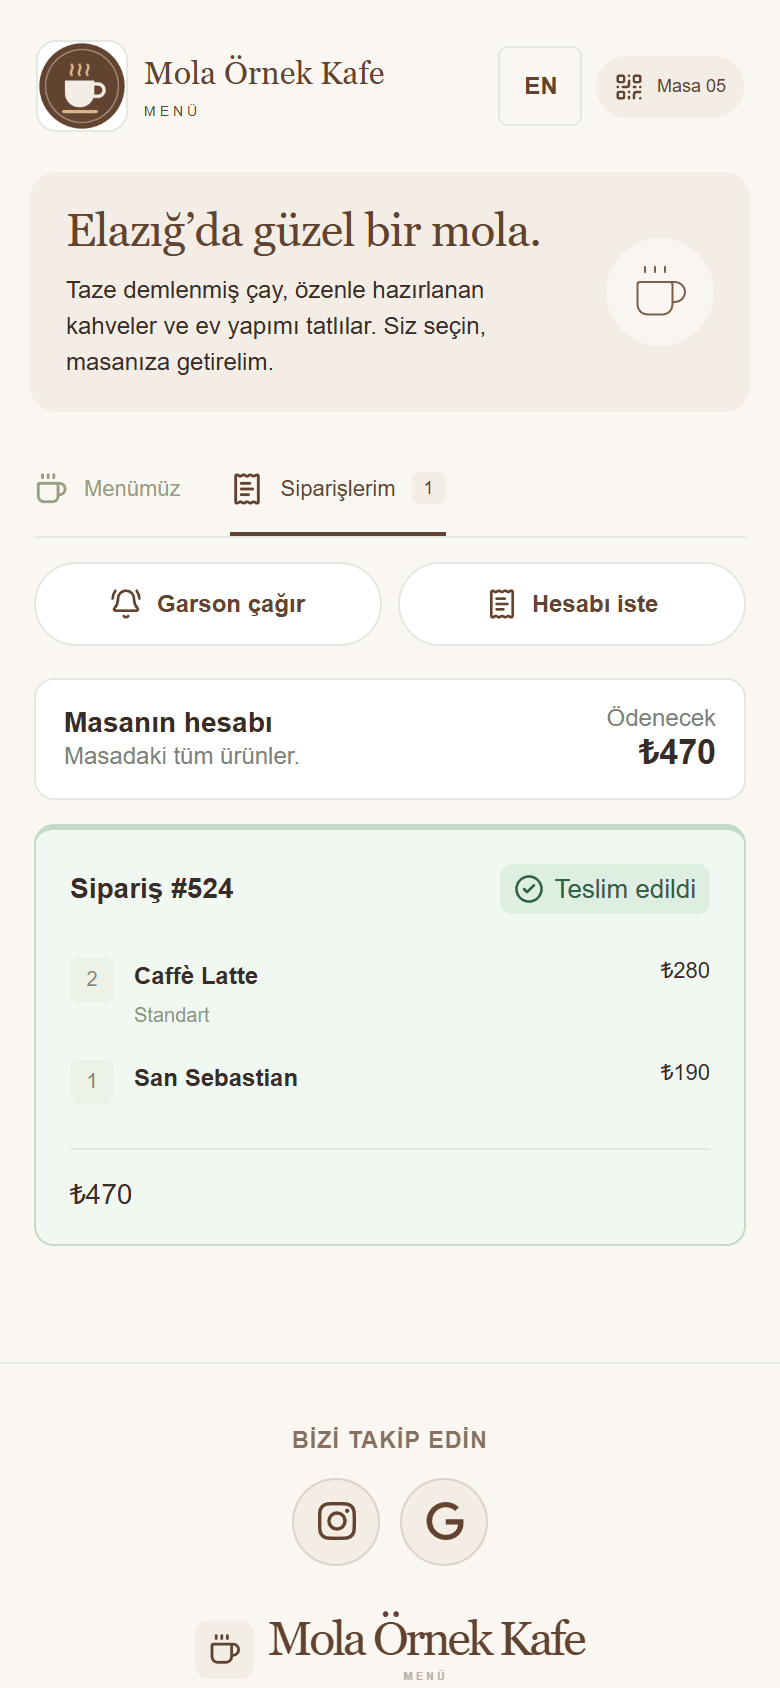 Mola Örnek Kafe
MENÜ
EN
Masa 05
Elazığ’da güzel bir mola.
Taze demlenmiş çay, özenle hazırlanan
kahveler ve ev yapımı tatlılar. Siz seçin,
masanıza getirelim.
Menümüz
Siparişlerim
1
Garson çağır
Hesabı iste
Masanın hesabı
Masadaki tüm ürünler.
Ödenecek
₺470
Sipariş #524
Teslim edildi
2
Caffè Latte
₺280
Standart
1
San Sebastian
₺190
₺470
BİZİ TAKİP EDİN
Mola Örnek Kafe
MENÜ